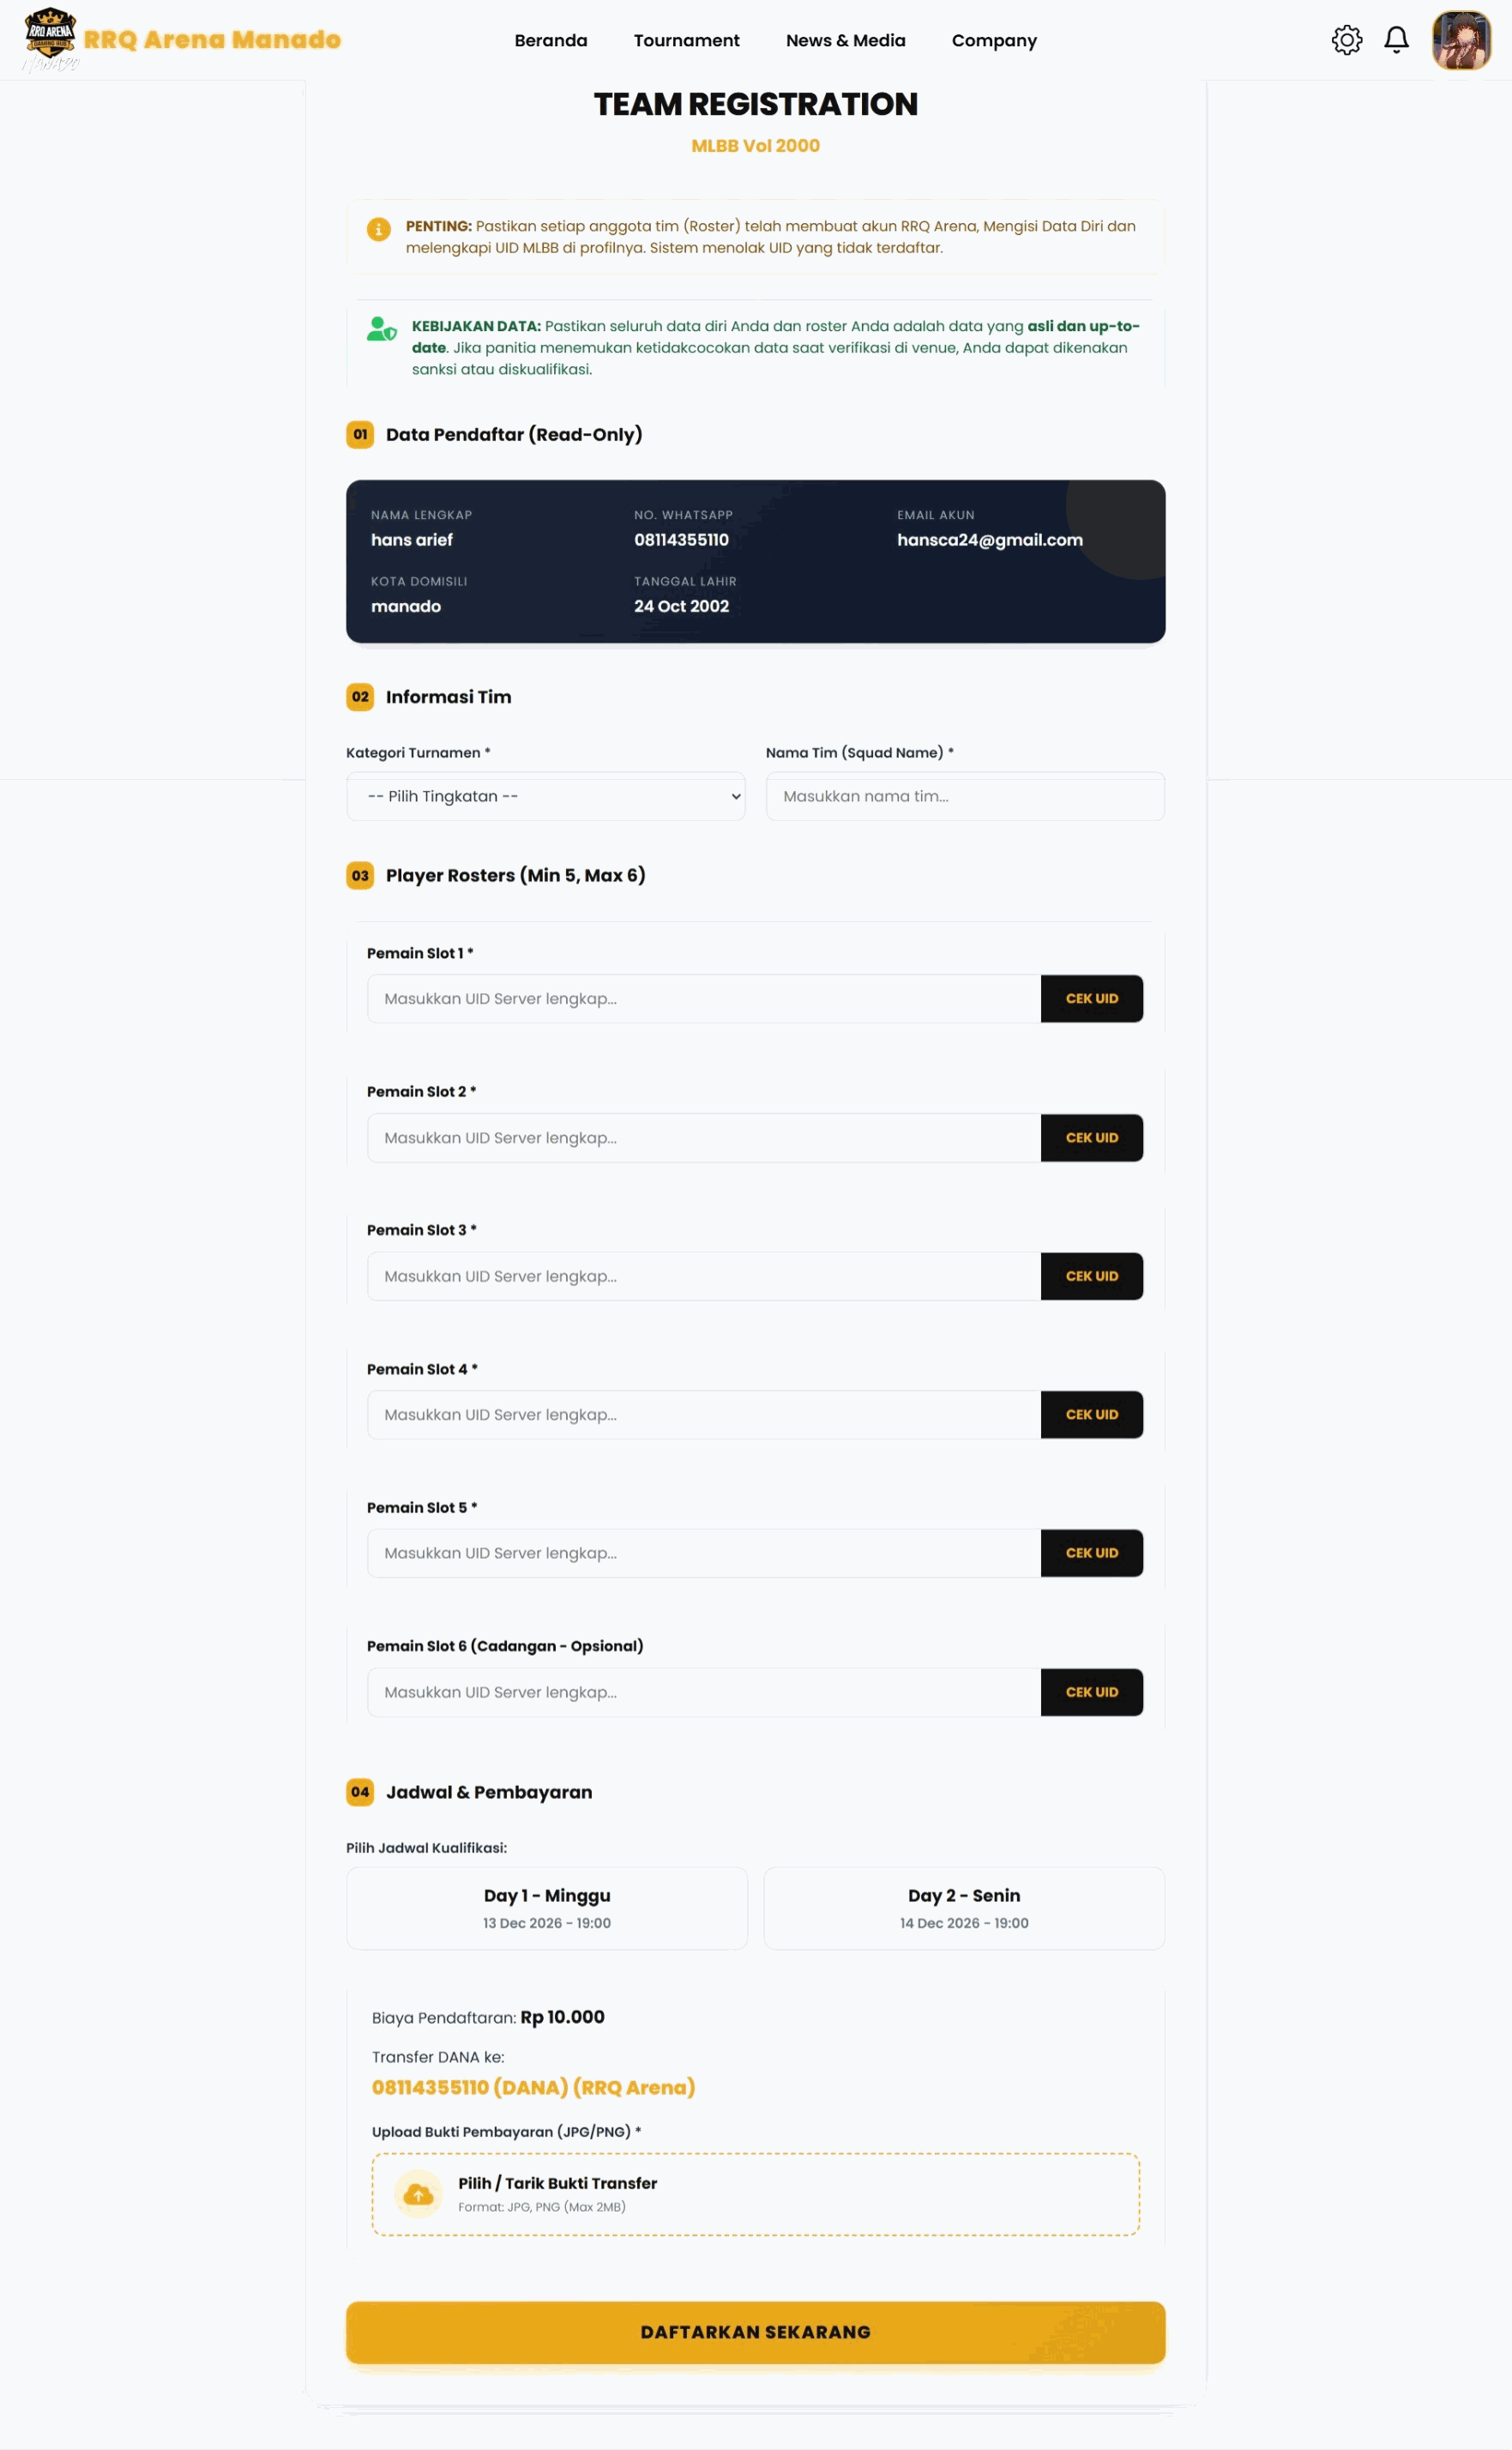 RRQ ARENA
GAMING HUB
Manado
RRQ Arena Manado
Beranda
Tournament
News & Media
Company
TEAM REGISTRATION
MLBB Vol 2000
PENTING: Pastikan setiap anggota tim (Roster) telah membuat akun RRQ Arena, Mengisi Data Diri dan
melengkapi UID MLBB di profilnya. Sistem menolak UID yang tidak terdaftar.
KEBIJAKAN DATA: Pastikan seluruh data diri Anda dan roster Anda adalah data yang asli dan up-to-
date. Jika panitia menemukan ketidakcocokan data saat verifikasi di venue, Anda dapat dikenakan
sanksi atau diskualifikasi.
01 Data Pendaftar (Read-Only)
NAMA LENGKAP
hans arief
NO. WHATSAPP
08114355110
EMAIL AKUN
hansca24@gmail.com
KOTA DOMISILI
manado
TANGGAL LAHIR
24 Oct 2002
02 Informasi Tim
Kategori Turnamen *
-- Pilih Tingkatan --
Nama Tim (Squad Name) *
Masukkan nama tim...
03 Player Rosters (Min 5, Max 6)
Pemain Slot 1 *
Masukkan UID Server lengkap...
CEK UID
Pemain Slot 2 *
Masukkan UID Server lengkap...
CEK UID
Pemain Slot 3 *
Masukkan UID Server lengkap...
CEK UID
Pemain Slot 4 *
Masukkan UID Server lengkap...
CEK UID
Pemain Slot 5 *
Masukkan UID Server lengkap...
CEK UID
Pemain Slot 6 (Cadangan - Opsional)
Masukkan UID Server lengkap...
CEK UID
04 Jadwal & Pembayaran
Pilih Jadwal Kualifikasi:
Day 1 - Minggu
13 Dec 2026 - 19:00
Day 2 - Senin
14 Dec 2026 - 19:00
Biaya Pendaftaran: Rp 10.000
Transfer DANA ke:
08114355110 (DANA) (RRQ Arena)
Upload Bukti Pembayaran (JPG/PNG) *
Pilih / Tarik Bukti Transfer
Format: JPG, PNG (Max 2MB)
DAFTARKAN SEKARANG